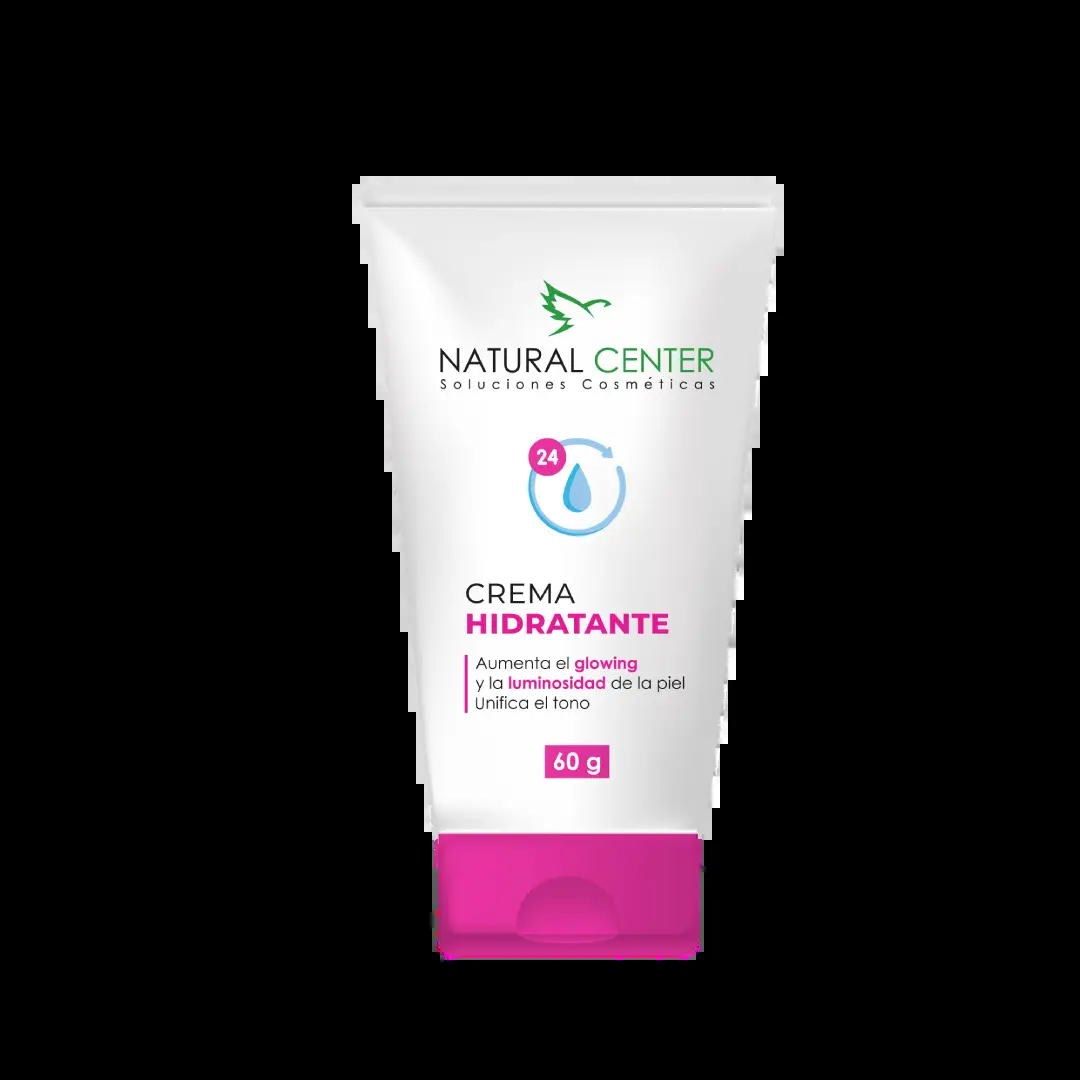 NATURAL CENTER
Soluciones Cosméticas
24
CREMA
HIDRATANTE
Aumenta el glowing
y la luminosidad de la piel
Unifica el tono
60 g